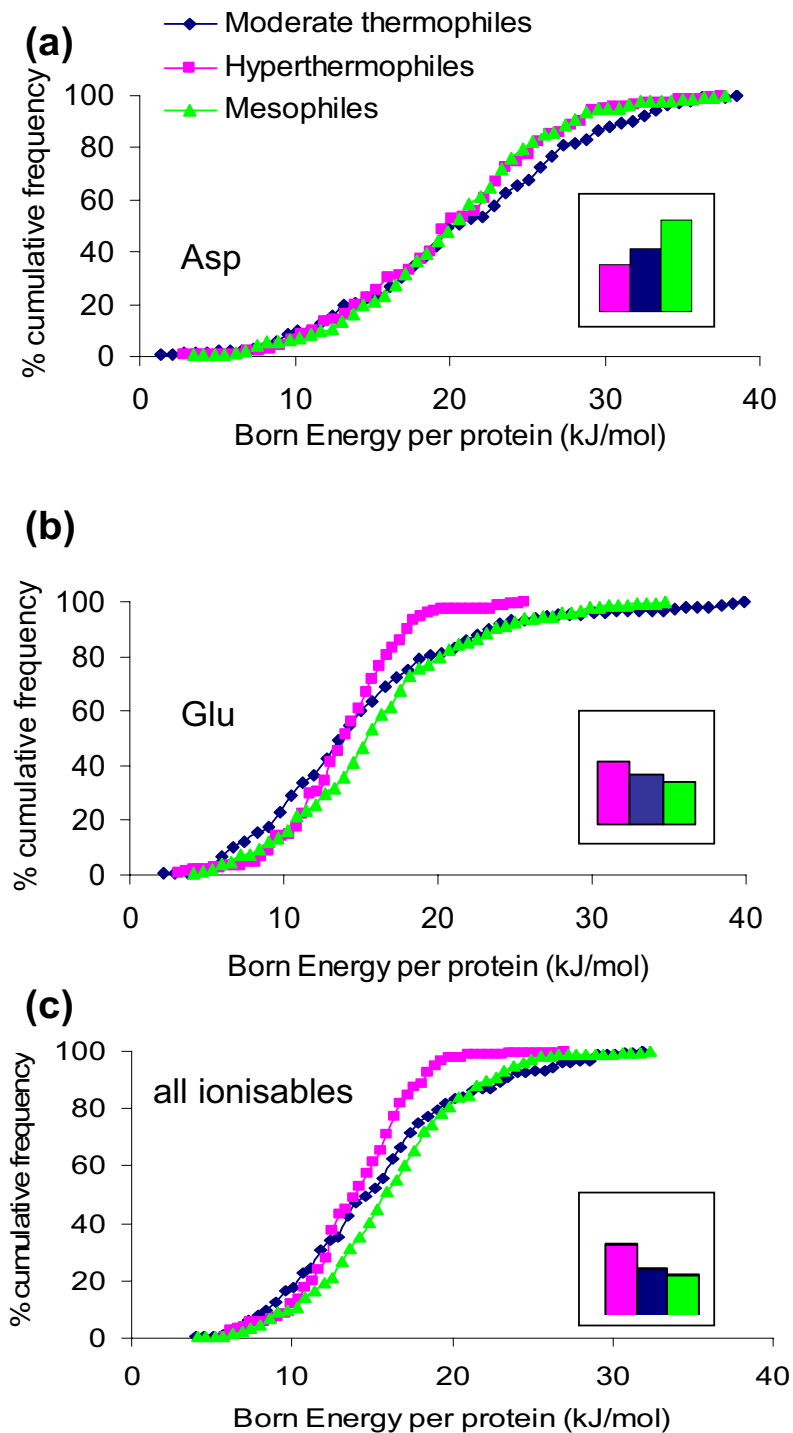 (a)
Moderate thermophiles
Hyperthermophiles
Mesophiles
% cumulative frequency
100
80
60
40
20
0
Asp
0 10 20 30 40
Born Energy per protein (kJ/mol)
(b)
% cumulative frequency
100
80
60
40
20
0
Glu
0 10 20 30 40
Born Energy per protein (kJ/mol)
(c)
% cumulative frequency
100
80
60
40
20
0
all ionisables
0 10 20 30 40
Born Energy per protein (kJ/mol)